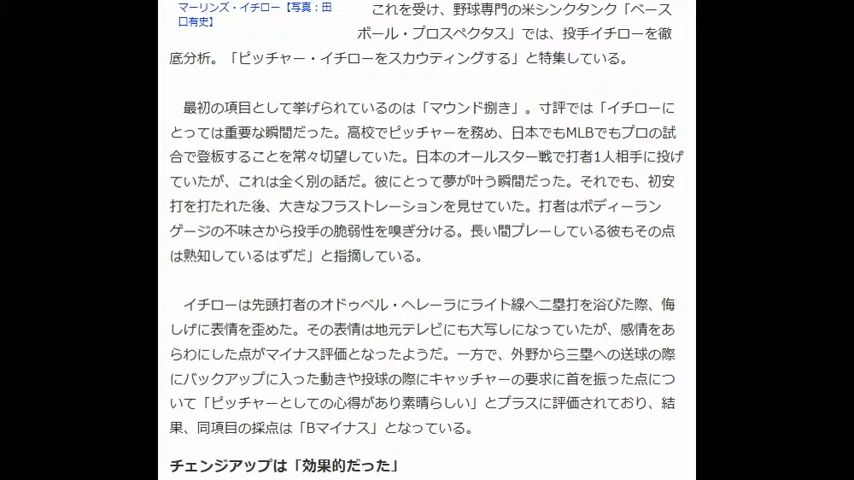 マーリンズ・イチロー【写真：田
口有史】
これを受け、野球専門の米シンクタンク「ベース
ボール・プロスペクタス」では、投手イチローを徹
底分析。「ピッチャー・イチローをスカウティングする」と特集している。
最初の項目として挙げられているのは「マウンド捌き」。寸評では「イチローに
とっては重要な瞬間だった。高校でピッチャーを務め、日本でもMLBでもプロの試
合で登板することを常々切望していた。日本のオールスター戦で打者1人相手に投げ
ていたが、これは全く別の話だ。彼にとって夢が叶う瞬間だった。それでも、初安
打を打たれた後、大きなフラストレーションを見せていた。打者はボディーラン
ゲージの不味さから投手の脆弱性を嗅ぎ分ける。長い間プレーしている彼もその点
は熟知しているはずだ」と指摘している。
イチローは先頭打者のオドゥベル・ヘレーラにライト線へ二塁打を浴びた際、悔
しげに表情を歪めた。その表情は地元テレビにも大写しになっていたが、感情をあ
らわにした点がマイナス評価となったようだ。一方で、外野から三塁への送球の際
にバックアップに入った動きや投球の際にキャッチャーの要求に首を振った点につ
いて「ピッチャーとしての心得があり素晴らしい」とプラスに評価されており、結
果、同項目の採点は「Bマイナス」となっている。
チェンジアップは「効果的だった」